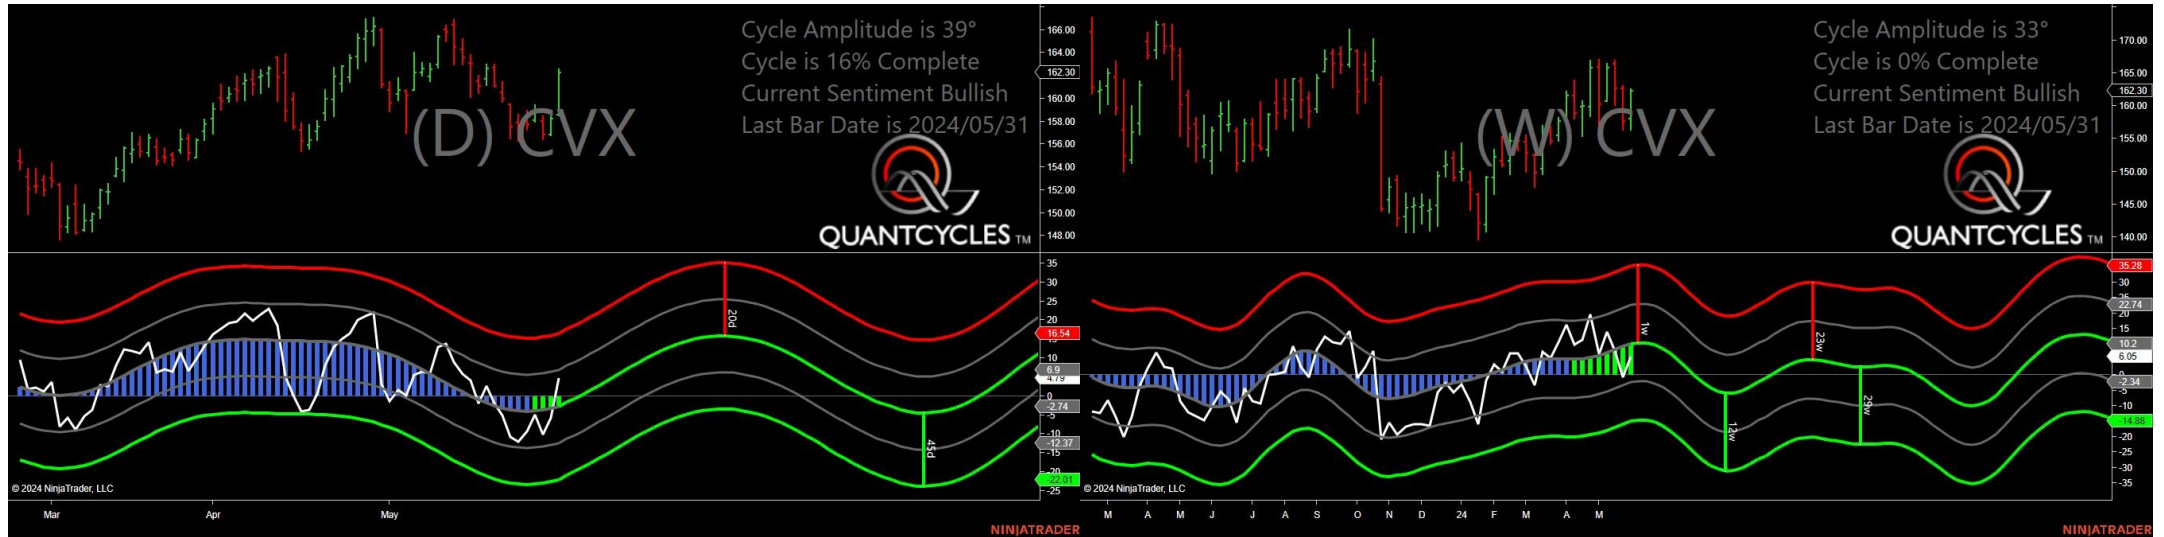 Cycle Amplitude is 39°
Cycle is 16% Complete
Current Sentiment Bullish
Last Bar Date is 2024/05/31
(D) CVX
QUANTCYCLES TM
166.00
164.00
162.30
160.00
158.00
156.00
154.00
152.00
150.00
148.00
35
30
25
20
16.54
10
6.9
4.79
0
-2.74
-5
-10
-12.37
-15
-20
-22.01
-25
20d
45d
© 2024 NinjaTrader, LLC
Mar
Apr
May
NINJATRADER
Cycle Amplitude is 33°
Cycle is 0% Complete
Current Sentiment Bullish
Last Bar Date is 2024/05/31
(W) CVX
QUANTCYCLES TM
170.00
165.00
162.30
160.00
155.00
150.00
145.00
140.00
35.28
30
22.74
20
15
10.2
6.05
0
-2.34
-5
-10
-14.88
-20
-25
-30
-35
1w
12w
23w
29w
© 2024 NinjaTrader, LLC
M A M J J A S O N D 24 F M A M
NINJATRADER